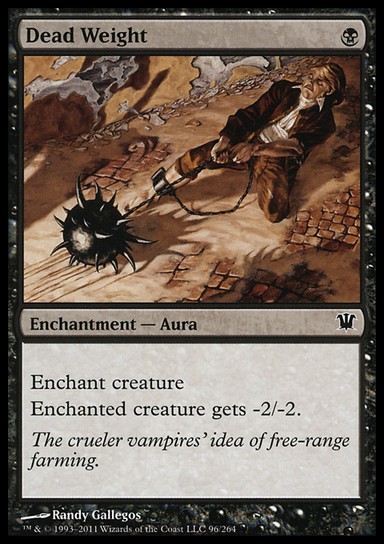 Dead Weight
Enchantment — Aura
Enchant creature
Enchanted creature gets -2/-2.
The crueler vampires' idea of free-range
farming.
Randy Gallegos
™ & © 1993–2011 Wizards of the Coast LLC 96/264